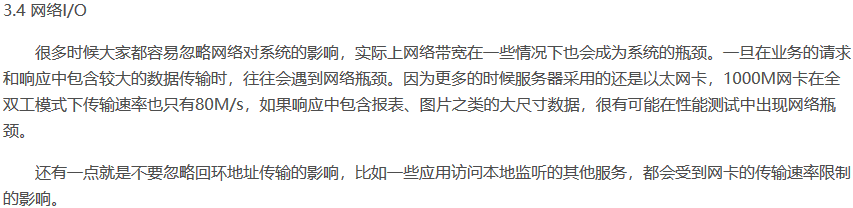 3.4 网络I/O
很多时候大家都容易忽略网络对系统的影响，实际上网络带宽在一些情况下也会成为系统的瓶颈。一旦在业务的请求
和响应中包含较大的数据传输时，往往会遇到网络瓶颈。因为更多的时候服务器采用的还是以太网卡，1000M网卡在全
双工模式下传输速率也只有80M/s，如果响应中包含报表、图片之类的大尺寸数据，很有可能在性能测试中出现网络瓶
颈。
还有一点就是不要忽略回环地址传输的影响，比如一些应用访问本地监听的其他服务，都会受到网卡的传输速率限制
的影响。